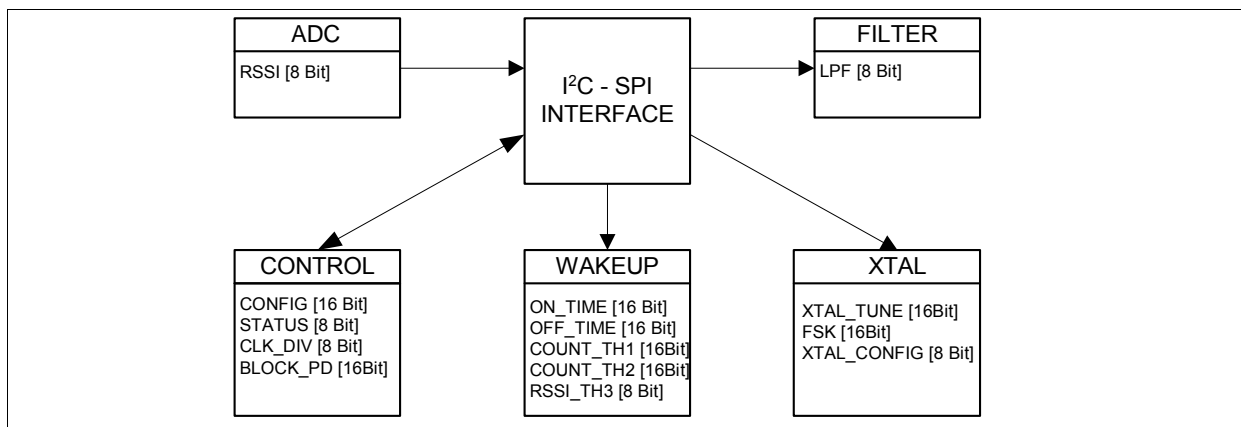 ADC
RSSI [8 Bit]
I²C - SPI
INTERFACE
FILTER
LPF [8 Bit]
CONTROL
CONFIG [16 Bit]
STATUS [8 Bit]
CLK_DIV [8 Bit]
BLOCK_PD [16Bit]
WAKEUP
ON_TIME [16 Bit]
OFF_TIME [16 Bit]
COUNT_TH1 [16Bit]
COUNT_TH2 [16Bit]
RSSI_TH3 [8 Bit]
XTAL
XTAL_TUNE [16Bit]
FSK [16Bit]
XTAL_CONFIG [8 Bit]